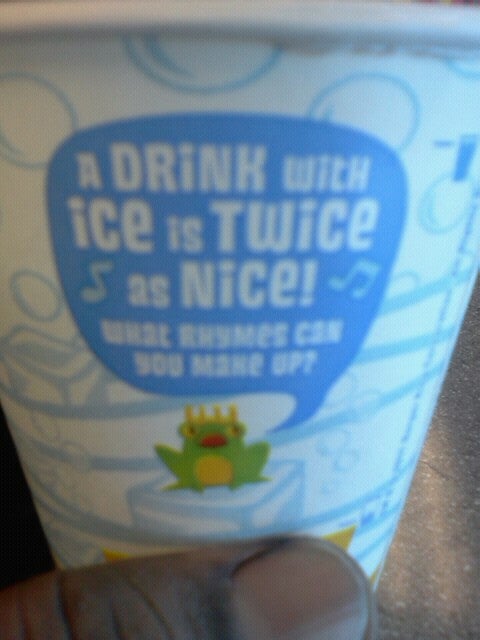 A DRiNK WitH
iCe iS TWiCe
as NiCe!
WHAT RHYMES CAN
YOU MAKE UP?